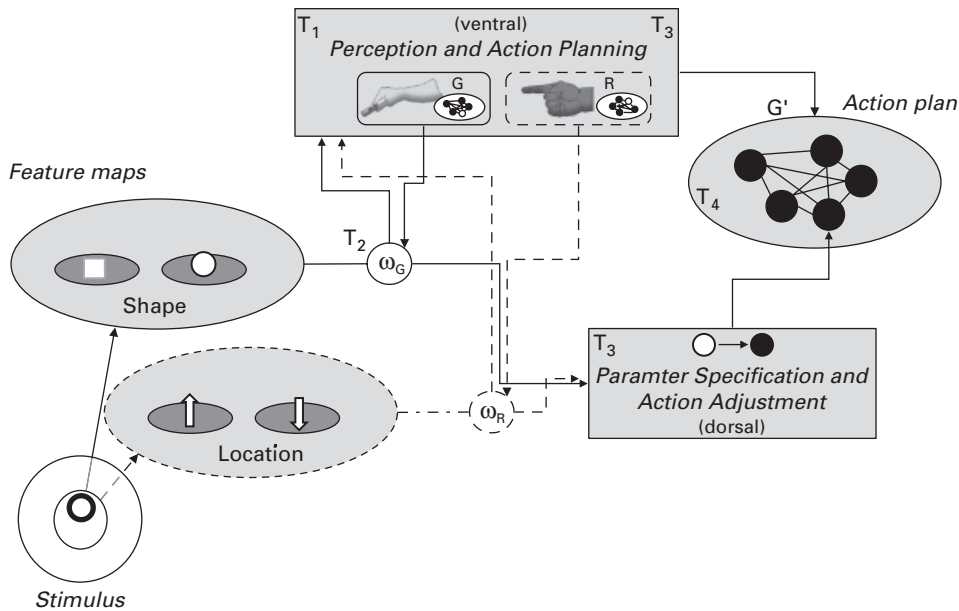 T1 (ventral) T3
Perception and Action Planning
G R
G' Action plan
Feature maps
T4
T2
ωG
Shape
T3
Paramter Specification and
Action Adjustment
(dorsal)
ωR
Location
Stimulus